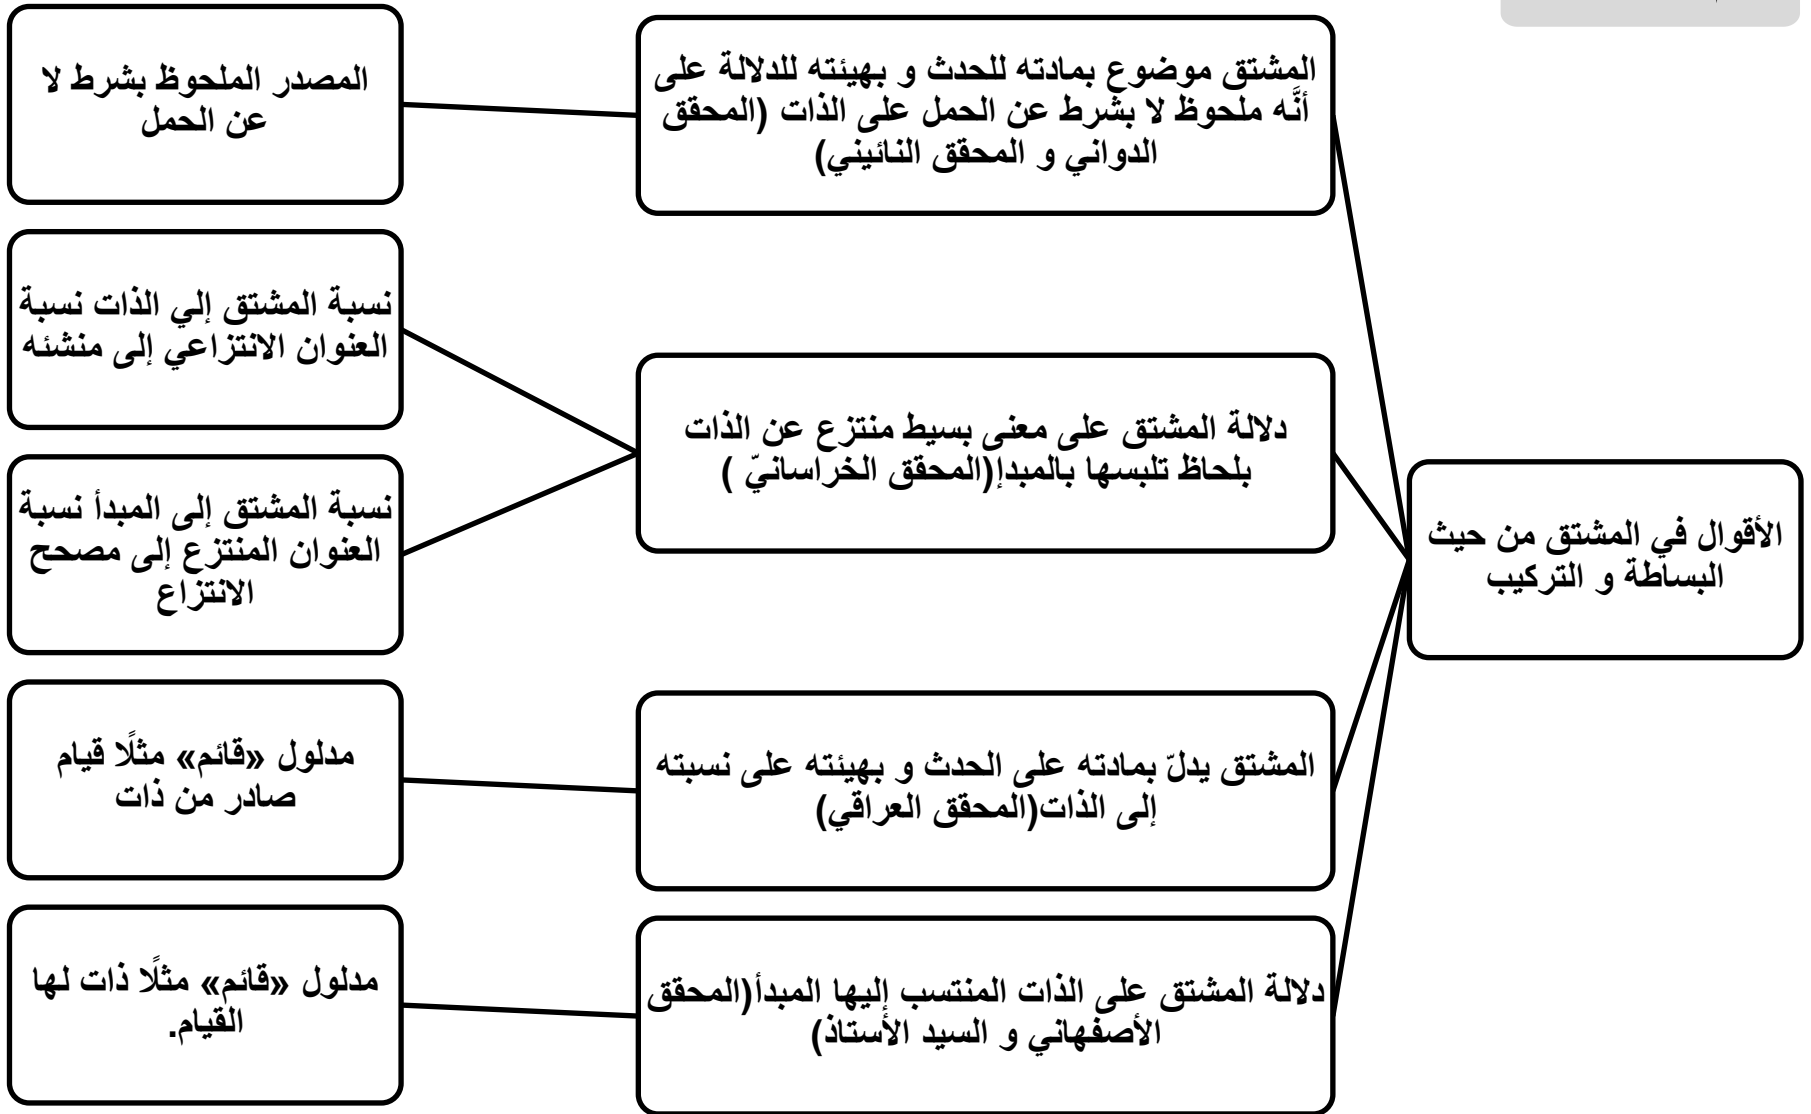 الأقوال في المشتق من حيث
البساطة و التركيب
المشتق موضوع بمادته للحدث و بهيئته للدلالة على
أنَّه ملحوظ لا بشرط عن الحمل على الذات (المحقق
الدواني و المحقق النائيني)
المصدر الملحوظ بشرط لا
عن الحمل
دلالة المشتق على معنى بسيط منتزع عن الذات
بلحاظ تلبسها بالمبدإ(المحقق الخراسانيّ )
نسبة المشتق إلي الذات نسبة
العنوان الانتزاعي إلى منشئه
نسبة المشتق إلى المبدأ نسبة
العنوان المنتزع إلى مصحح
الانتزاع
المشتق يدلّ بمادته على الحدث و بهيئته على نسبته
إلى الذات(المحقق العراقي)
مدلول «قائم» مثلًا قيام
صادر من ذات
دلالة المشتق على الذات المنتسب إليها المبدأ(المحقق
الأصفهاني و السيد الأستاذ)
مدلول «قائم» مثلًا ذات لها
القيام.